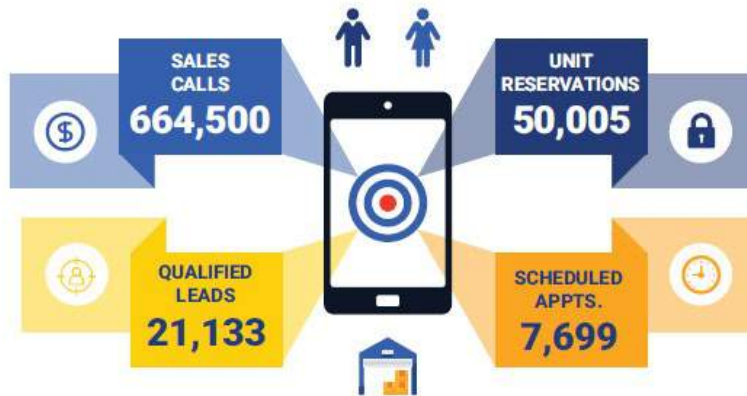 SALES
CALLS
664,500
UNIT
RESERVATIONS
50,005
QUALIFIED
LEADS
21,133
SCHEDULED
APPTS.
7,699